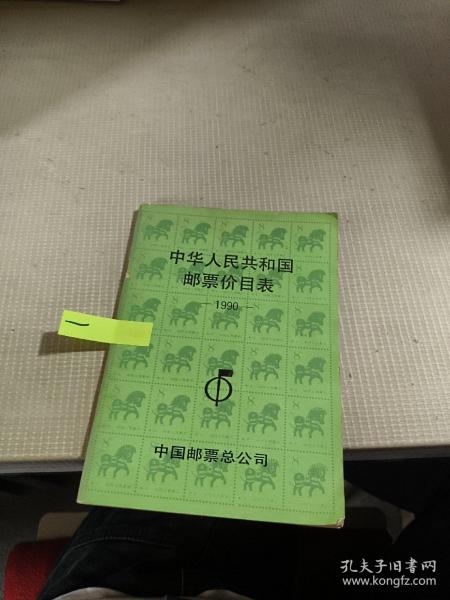 中华人民共和国
邮票价目表
—1990—
一
中国邮票总公司
孔夫子旧书网
www.kongfz.com